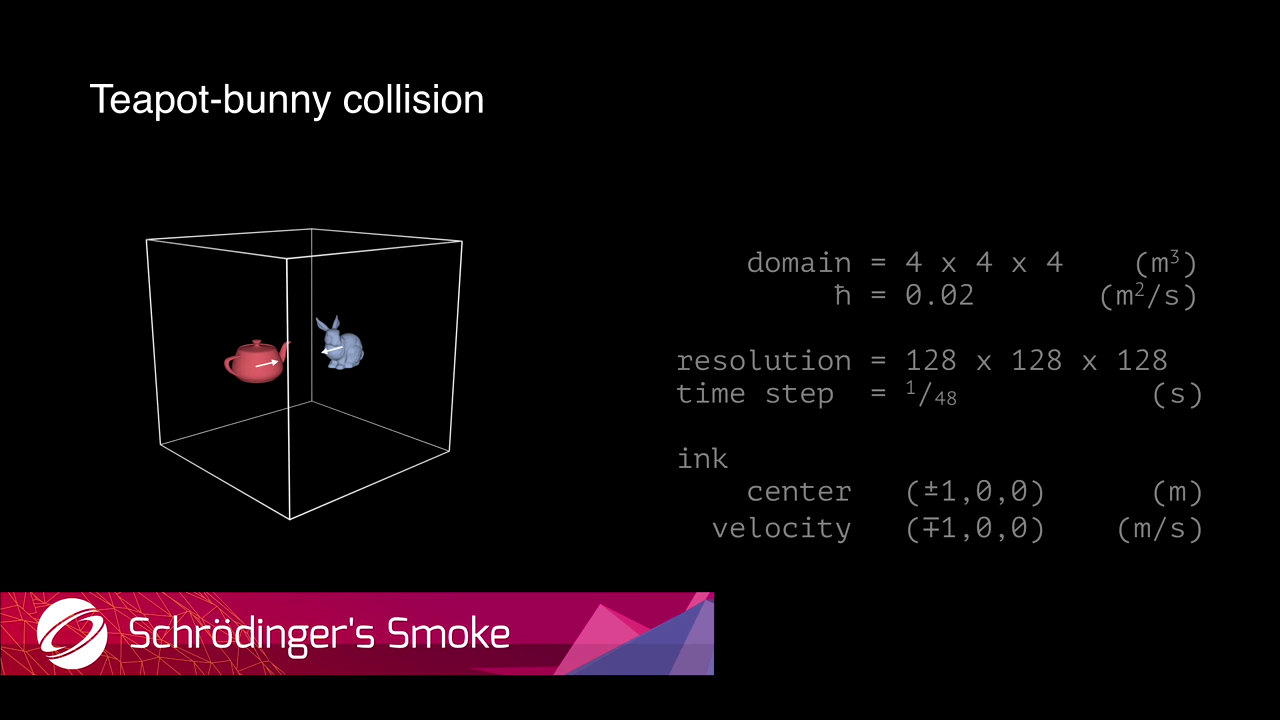 Teapot-bunny collision
domain = 4 x 4 x 4 (m³)
ħ = 0.02 (m²/s)
resolution = 128 x 128 x 128
time step = ¹/₄₈ (s)
ink
center (±1,0,0) (m)
velocity (∓1,0,0) (m/s)
Schrödinger's Smoke